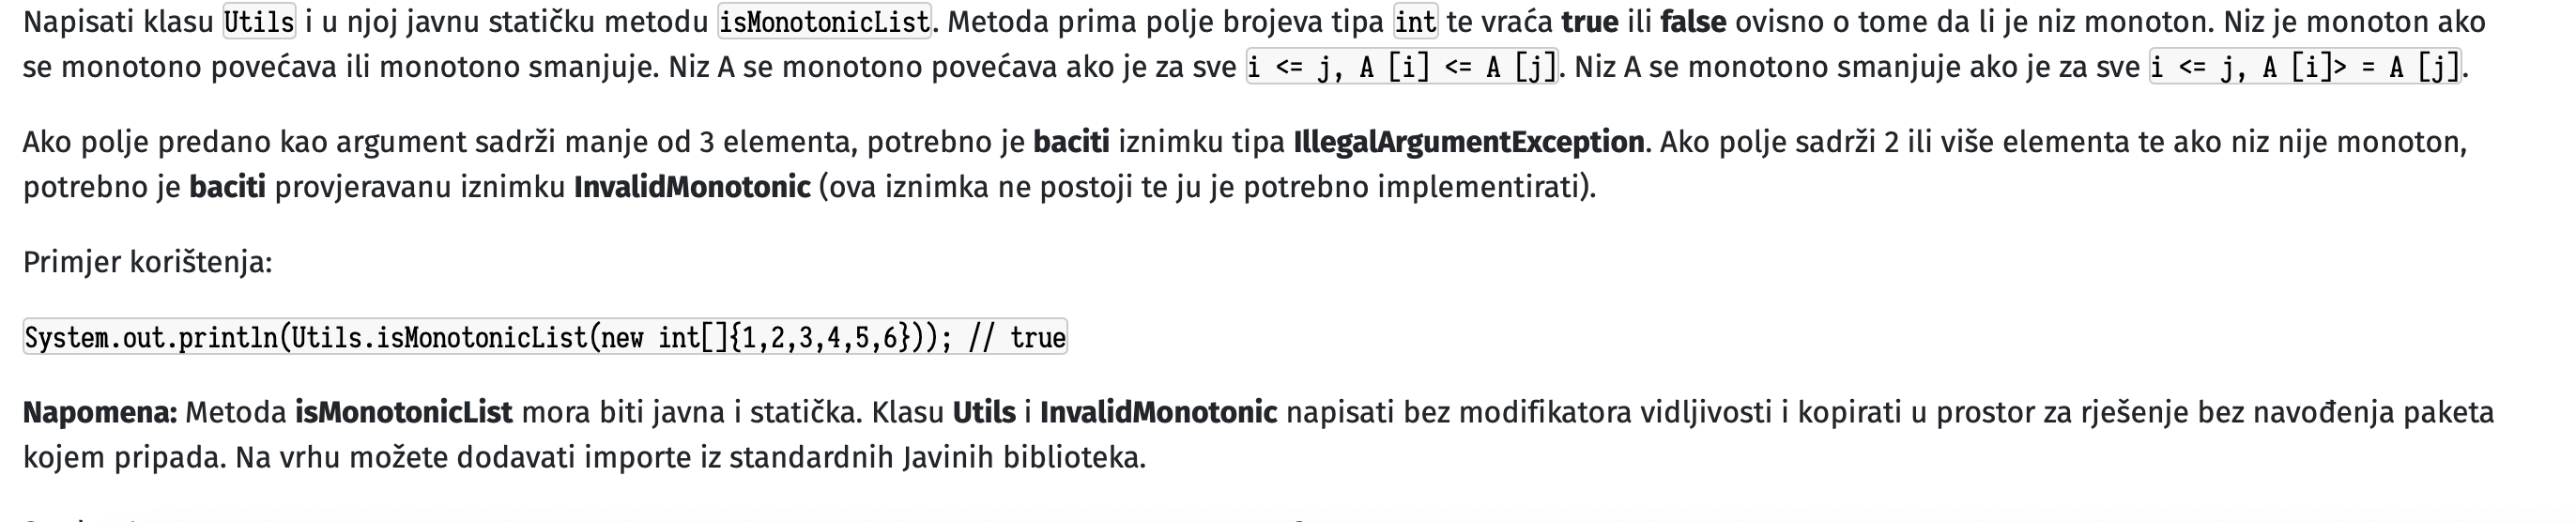 Napisati klasu Utils i u njoj javnu statičku metodu isMonotonicList. Metoda prima polje brojeva tipa int te vraća true ili false ovisno o tome da li je niz monoton. Niz je monoton ako
se monotono povećava ili monotono smanjuje. Niz A se monotono povećava ako je za sve i <= j, A [i] <= A [j]. Niz A se monotono smanjuje ako je za sve i <= j, A [i]> = A [j].
Ako polje predano kao argument sadrži manje od 3 elementa, potrebno je baciti iznimku tipa IllegalArgumentException. Ako polje sadrži 2 ili više elementa te ako niz nije monoton,
potrebno je baciti provjeravanu iznimku InvalidMonotonic (ova iznimka ne postoji te ju je potrebno implementirati).
Primjer korištenja:
System.out.println(Utils.isMonotonicList(new int[]{1,2,3,4,5,6})); // true
Napomena: Metoda isMonotonicList mora biti javna i statička. Klasu Utils i InvalidMonotonic napisati bez modifikatora vidljivosti i kopirati u prostor za rješenje bez navođenja paketa
kojem pripada. Na vrhu možete dodavati importe iz standardnih Javinih biblioteka.